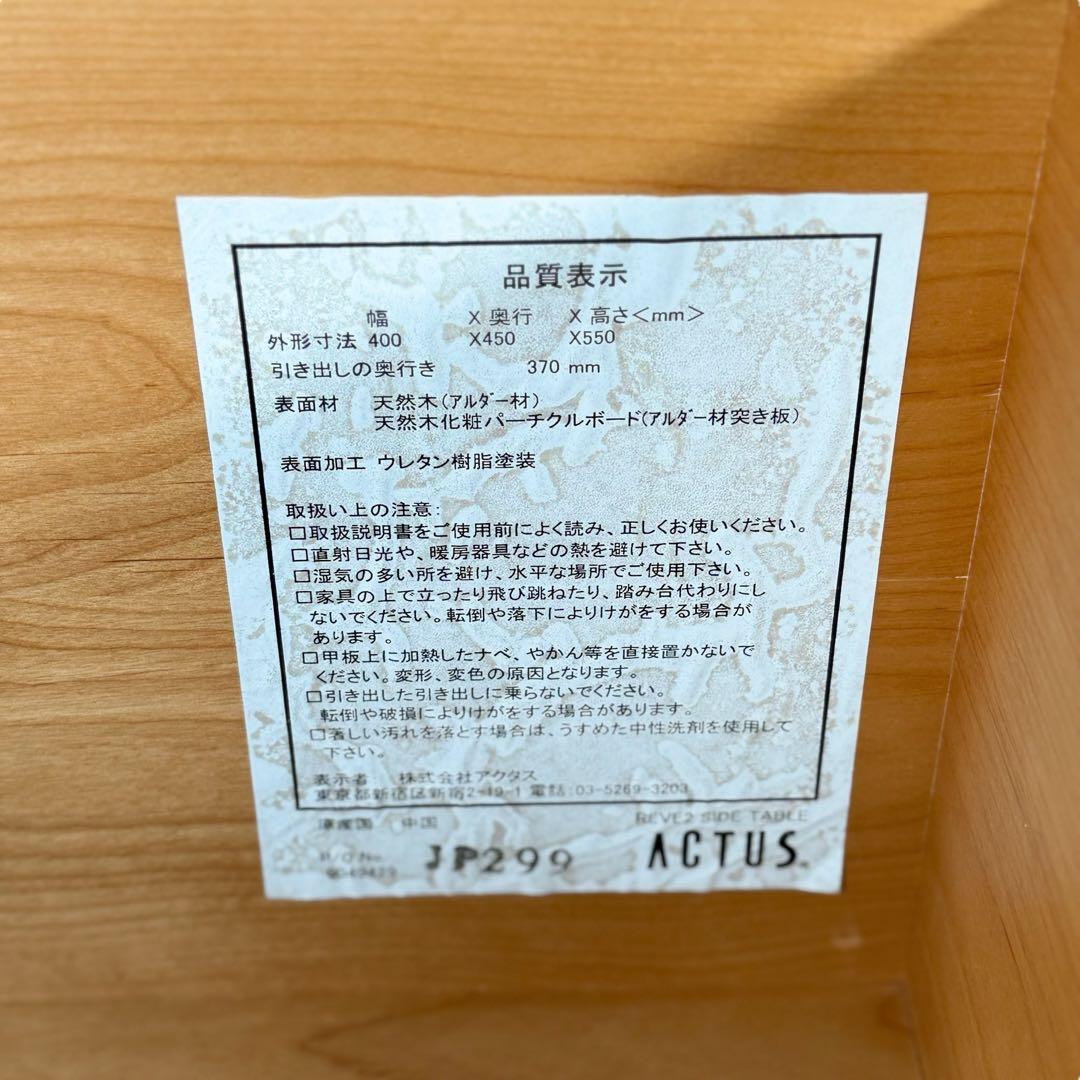 品質表示
幅 X 奥行 X 高さ<mm>
外形寸法 400 X450 X550
引き出しの奥行き 370 mm
表面材 天然木(アルダー材)
天然木化粧パーチクルボード(アルダー材突き板)
表面加工 ウレタン樹脂塗装
取扱い上の注意:
□取扱説明書をご使用前によく読み、正しくお使いください。
□直射日光や、暖房器具などの熱を避けて下さい。
□湿気の多い所を避け、水平な場所でご使用下さい。
□家具の上で立ったり飛び跳ねたり、踏み台代わりにし
ないでください。転倒や落下によりけがをする場合が
あります。
□甲板上に加熱したナベ、やかん等を直接置かないで
ください。変形、変色の原因となります。
□引き出した引き出しに乗らないでください。
転倒や破損によりけがをする場合があります。
□著しい汚れを落とす場合は、うすめた中性洗剤を使用して
下さい。
表示者 株式会社アクタス
東京都新宿区新宿2-19-1 電話:03-5269-3203
原産国 中国
REVE2 SIDE TABLE
P/O No.
JP299
ACTUS